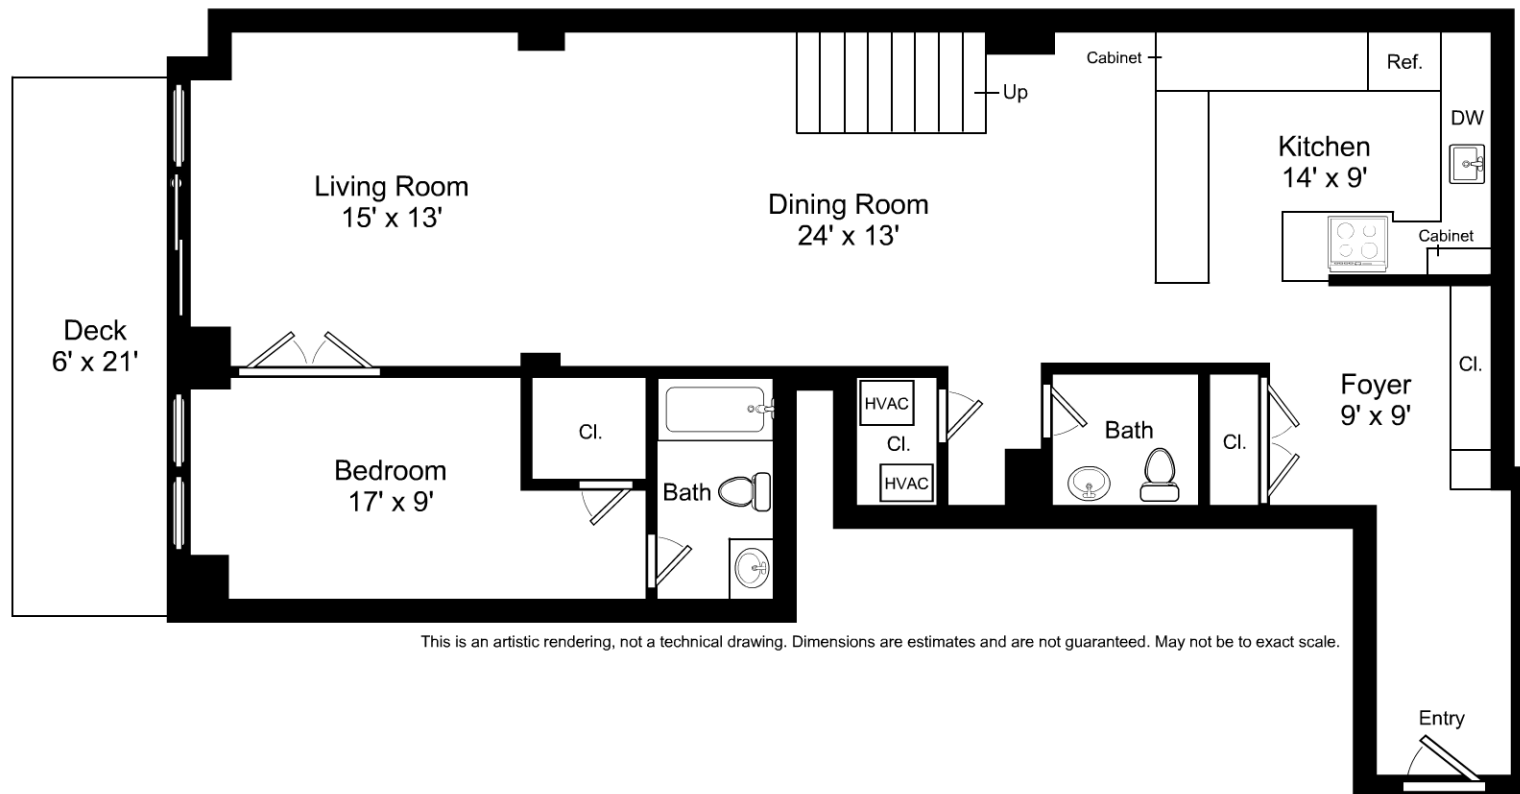 Cabinet
Ref.
Up
DW
Kitchen
14' x 9'
Living Room
15' x 13'
Dining Room
24' x 13'
Cabinet
Deck
6' x 21'
Cl.
Foyer
9' x 9'
HVAC
Cl.
HVAC
Bath
Cl.
Cl.
Bedroom
17' x 9'
Bath
This is an artistic rendering, not a technical drawing. Dimensions are estimates and are not guaranteed. May not be to exact scale.
Entry